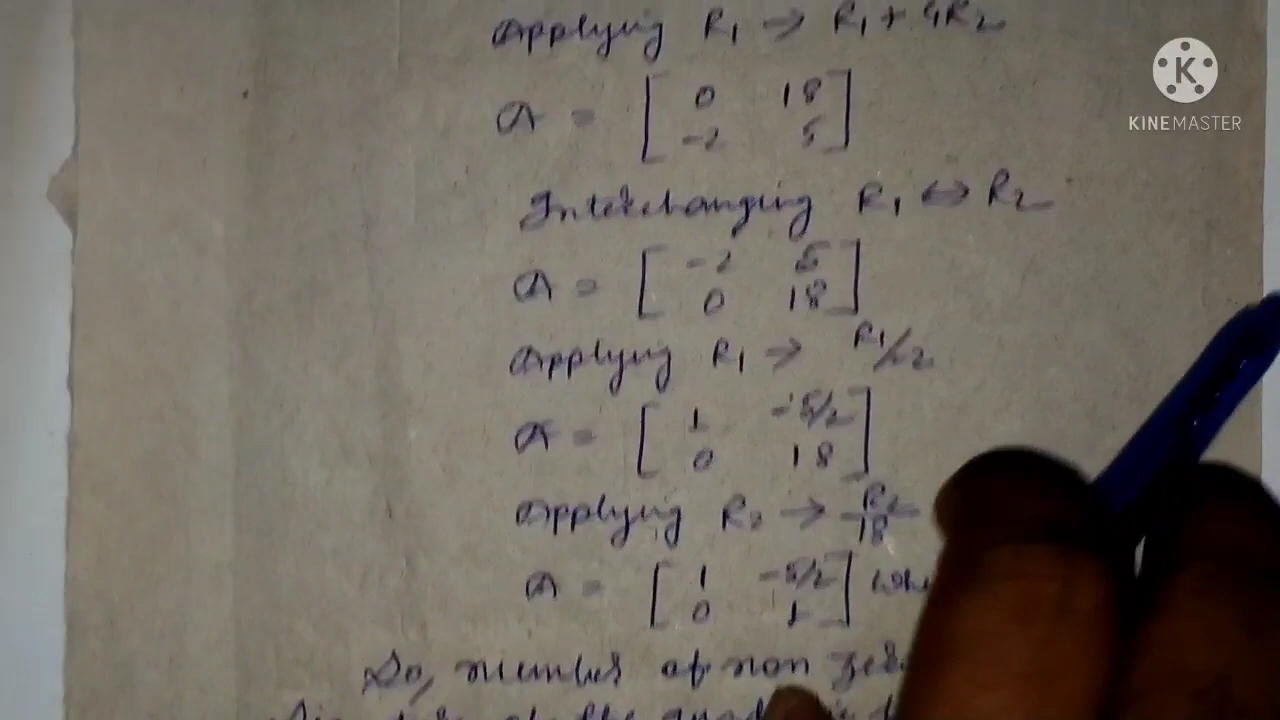 Applying R1 → R1 + 4R2
A = [ 0 18
-2 5 ]
Interchanging R1 ⇔ R2
A = [ -2 5
0 18 ]
Applying R1 → R1/-2
A = [ 1 -5/2
0 18 ]
Applying R2 → R2/18
A = [ 1 -5/2
0 1 ]
So, number of non
K
KINEMASTER